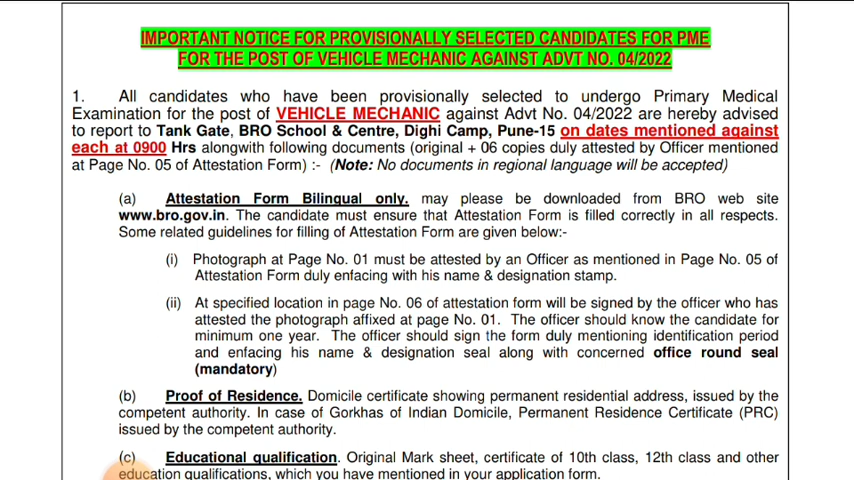 IMPORTANT NOTICE FOR PROVISIONALLY SELECTED CANDIDATES FOR PME
FOR THE POST OF VEHICLE MECHANIC AGAINST ADVT NO. 04/2022
1. All candidates who have been provisionally selected to undergo Primary Medical
Examination for the post of VEHICLE MECHANIC against Advt No. 04/2022 are hereby advised
to report to Tank Gate, BRO School & Centre, Dighi Camp, Pune-15 on dates mentioned against
each at 0900 Hrs alongwith following documents (original + 06 copies duly attested by Officer mentioned
at Page No. 05 of Attestation Form) :- (Note: No documents in regional language will be accepted)
(a) Attestation Form Bilingual only. may please be downloaded from BRO web site
www.bro.gov.in. The candidate must ensure that Attestation Form is filled correctly in all respects.
Some related guidelines for filling of Attestation Form are given below:-
(i) Photograph at Page No. 01 must be attested by an Officer as mentioned in Page No. 05 of
Attestation Form duly enfacing with his name & designation stamp.
(ii) At specified location in page No. 06 of attestation form will be signed by the officer who has
attested the photograph affixed at page No. 01. The officer should know the candidate for
minimum one year. The officer should sign the form duly mentioning identification period
and enfacing his name & designation seal along with concerned office round seal
(mandatory)
(b) Proof of Residence. Domicile certificate showing permanent residential address, issued by the
competent authority. In case of Gorkhas of Indian Domicile, Permanent Residence Certificate (PRC)
issued by the competent authority.
(c) Educational qualification. Original Mark sheet, certificate of 10th class, 12th class and other
education qualifications, which you have mentioned in your application form.